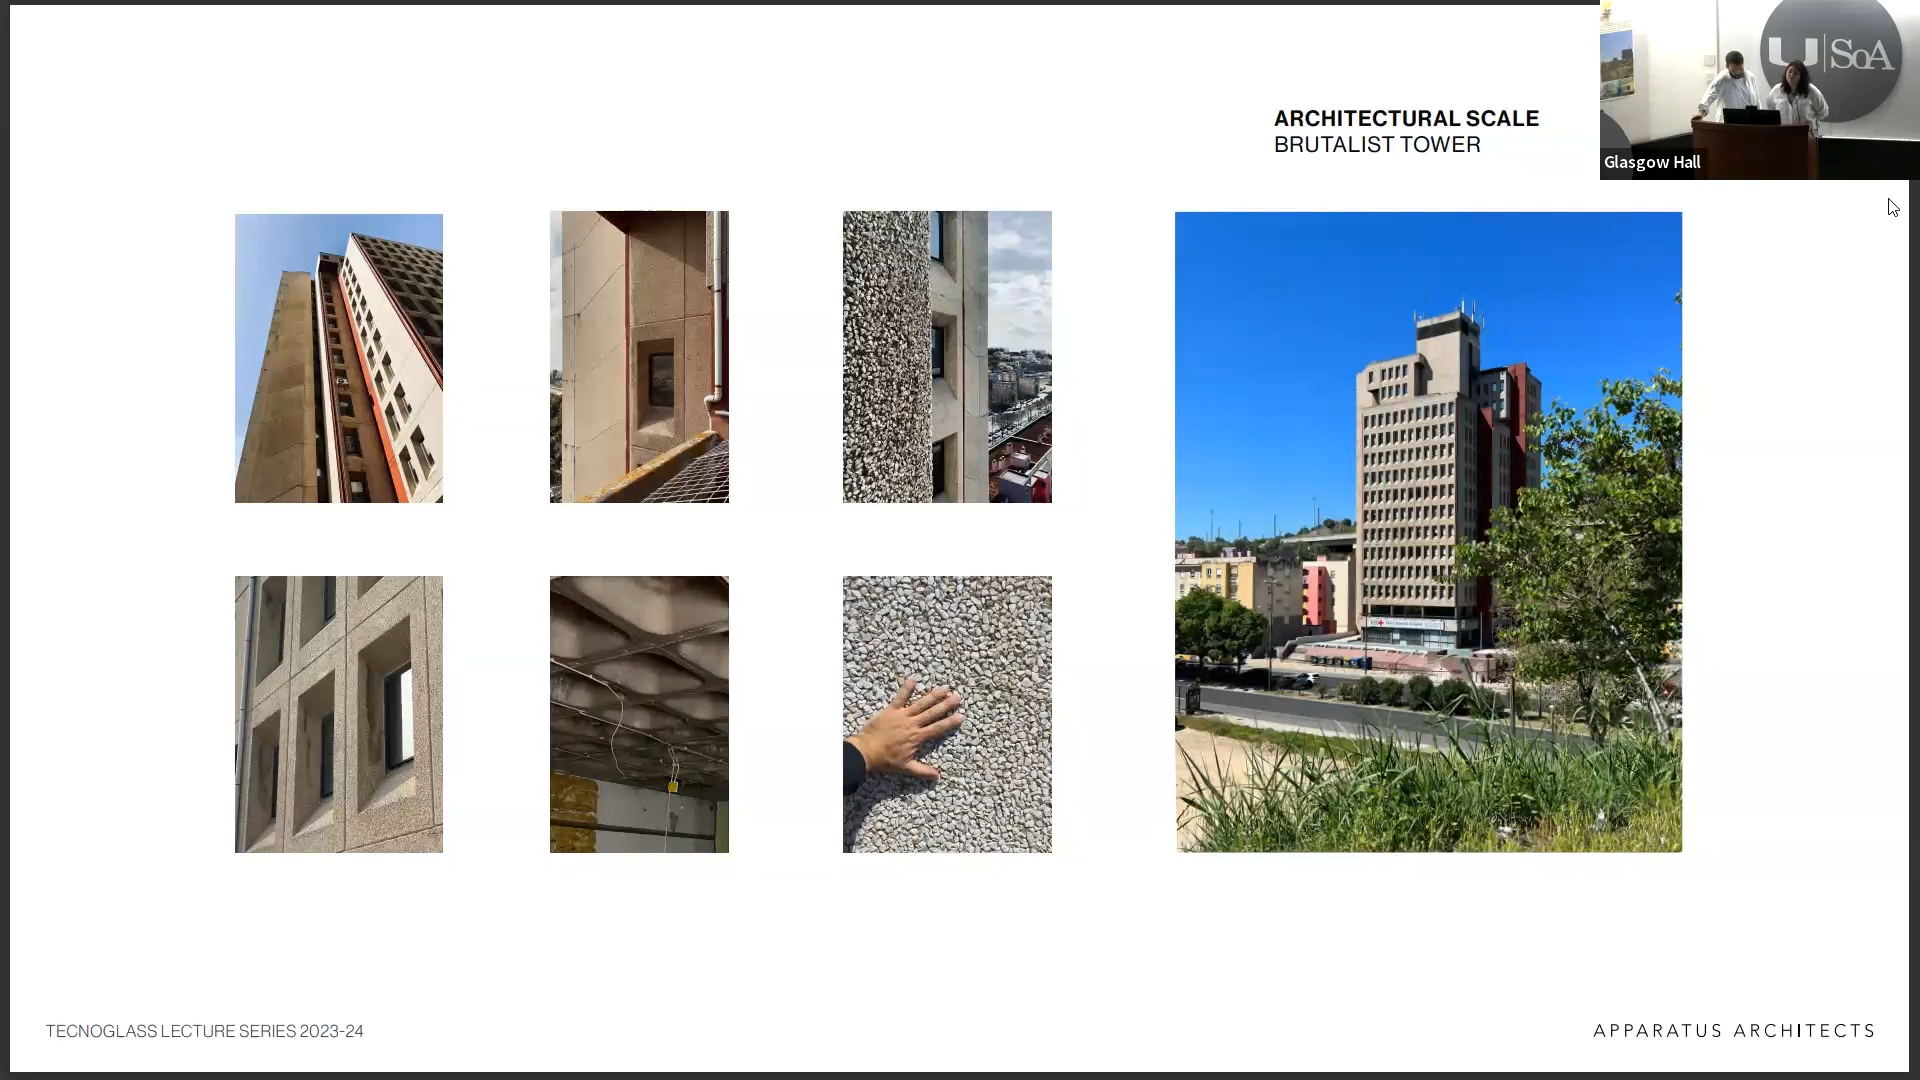 U|SoA
Glasgow Hall
ARCHITECTURAL SCALE
BRUTALIST TOWER
TECNOGLASS LECTURE SERIES 2023-24
APPARATUS ARCHITECTS